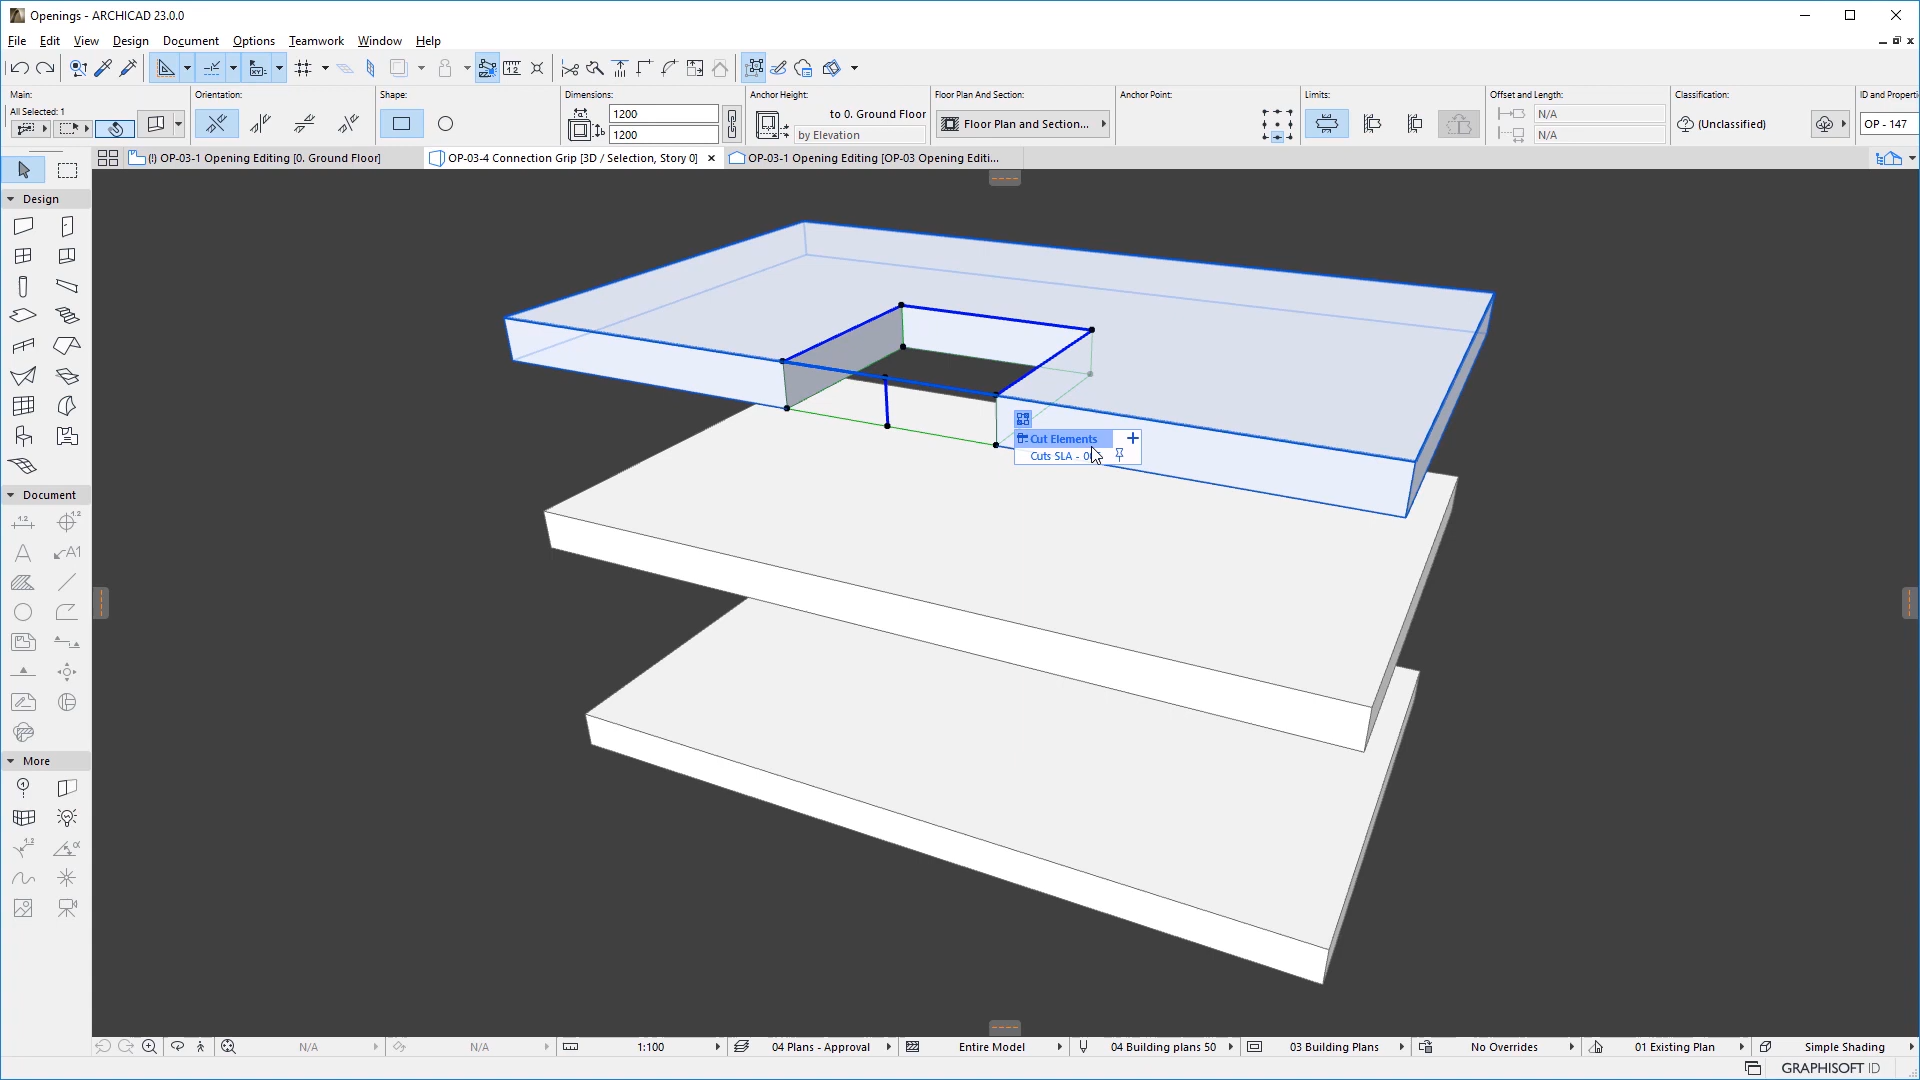 Openings - ARCHICAD 23.0.0
File Edit View Design Document Options Teamwork Window Help
Main:
All Selected: 1
Orientation:
Shape:
Dimensions:
1200
1200
Anchor Height:
to 0. Ground Floor
by Elevation
Floor Plan And Section:
Floor Plan and Section...
Anchor Point:
Limits:
Offset and Length:
N/A
N/A
Classification:
(Unclassified)
ID and Properti
OP - 147
(!) OP-03-1 Opening Editing [0. Ground Floor]
OP-03-4 Connection Grip [3D / Selection, Story 0]
OP-03-1 Opening Editing [OP-03 Opening Editi...
Design
Document
More
Cut Elements
Cuts SLA - 0
N/A
N/A
1:100
04 Plans - Approval
Entire Model
04 Building plans 50
03 Building Plans
No Overrides
01 Existing Plan
Simple Shading
GRAPHISOFT ID